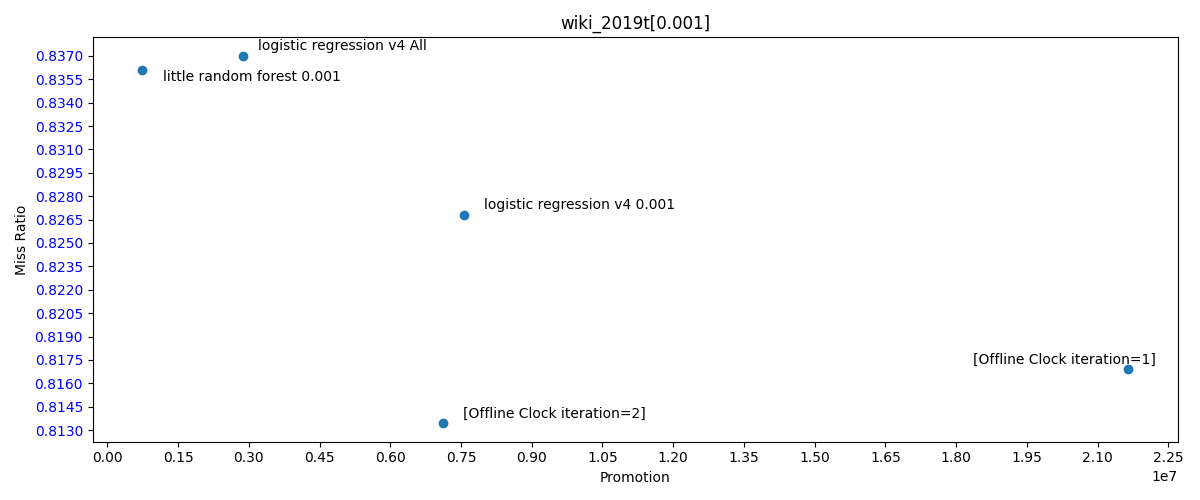 wiki_2019t[0.001]
logistic regression v4 All
0.8370
little random forest 0.001
0.8355
0.8340
0.8325
0.8310
0.8295
0.8280
logistic regression v4 0.001
0.8265
0.8250
0.8235
0.8220
0.8205
0.8190
0.8175
[Offline Clock iteration=1]
0.8160
0.8145
[Offline Clock iteration=2]
0.8130
Miss Ratio
0.00 0.15 0.30 0.45 0.60 0.75 0.90 1.05 1.20 1.35 1.50 1.65 1.80 1.95 2.10 2.25
1e7
Promotion